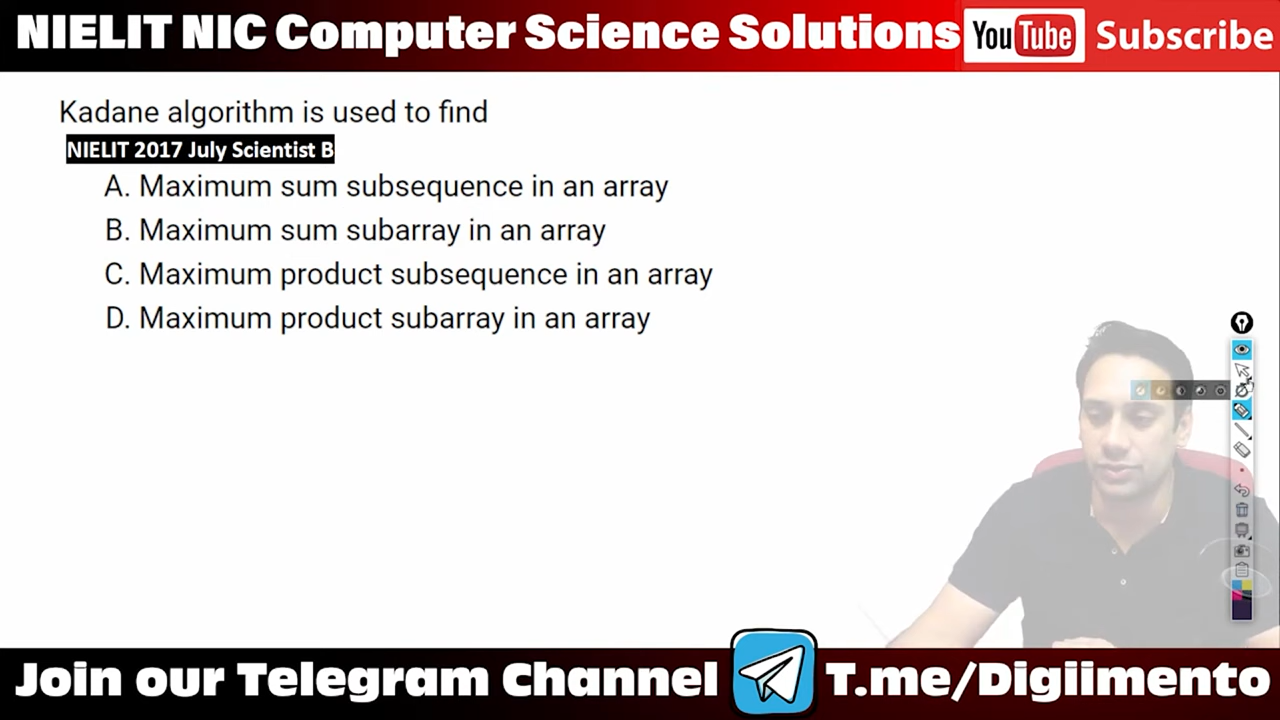 NIELIT NIC Computer Science Solutions YouTube Subscribe
Kadane algorithm is used to find
NIELIT 2017 July Scientist B
A. Maximum sum subsequence in an array
B. Maximum sum subarray in an array
C. Maximum product subsequence in an array
D. Maximum product subarray in an array
Join our Telegram Channel T.me/Digiimento